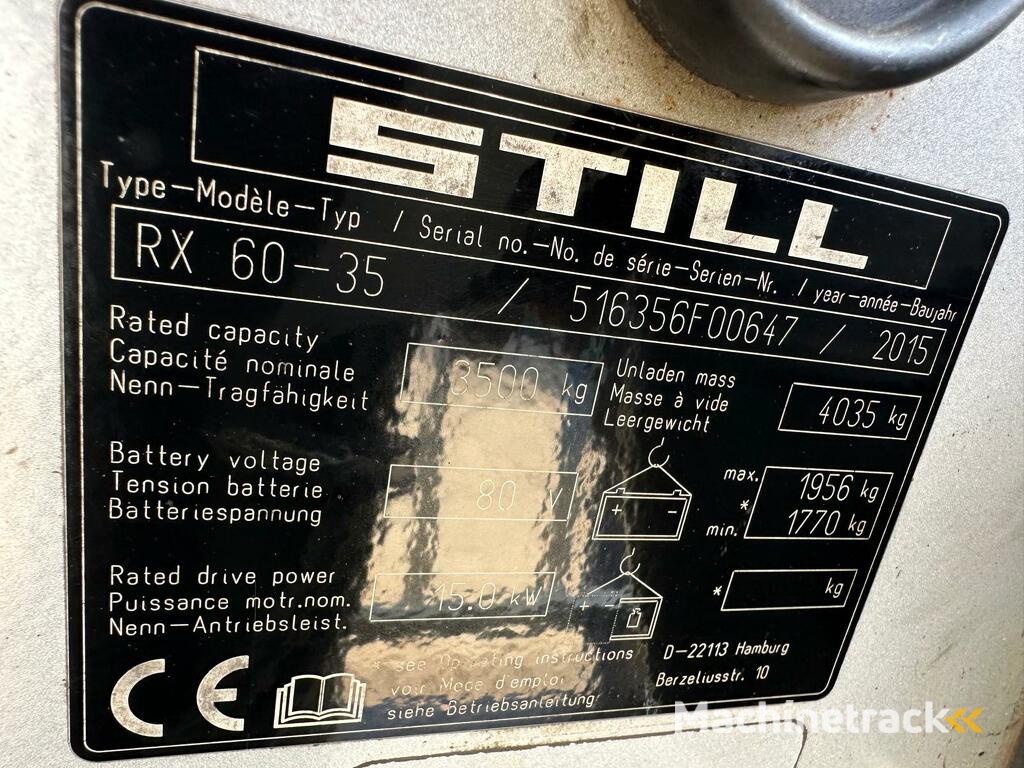 STILL
Type-Modèle-Typ / Serial no.-No. de série-Serien-Nr. / year-année-Baujahr
RX 60-35 / 516356F00647 / 2015
Rated capacity
Capacité nominale
Nenn-Tragfähigkeit
3500 kg
Unladen mass
Masse à vide
Leergewicht
4035 kg
Battery voltage
Tension batterie
Batteriespannung
80 V
+ -
max. 1956 kg
*
min. 1770 kg
Rated drive power
Puissance motr.nom.
Nenn-Antriebsleist.
15.0 kW
+ -
* kg
* see Operating instructions
voir Mode d'emploi
siehe Betriebsanleitung
D-22113 Hamburg
Berzeliusstr. 10
CE
Machinetrack